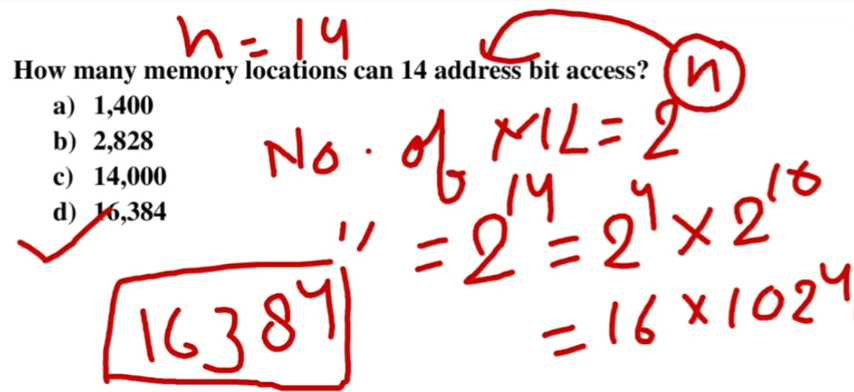 n = 14
How many memory locations can 14 address bit access? n
a) 1,400
b) 2,828
c) 14,000
d) 16,384
No. of ML = 2
" = 2^14 = 2^4 × 2^10
= 16 × 1024
16384